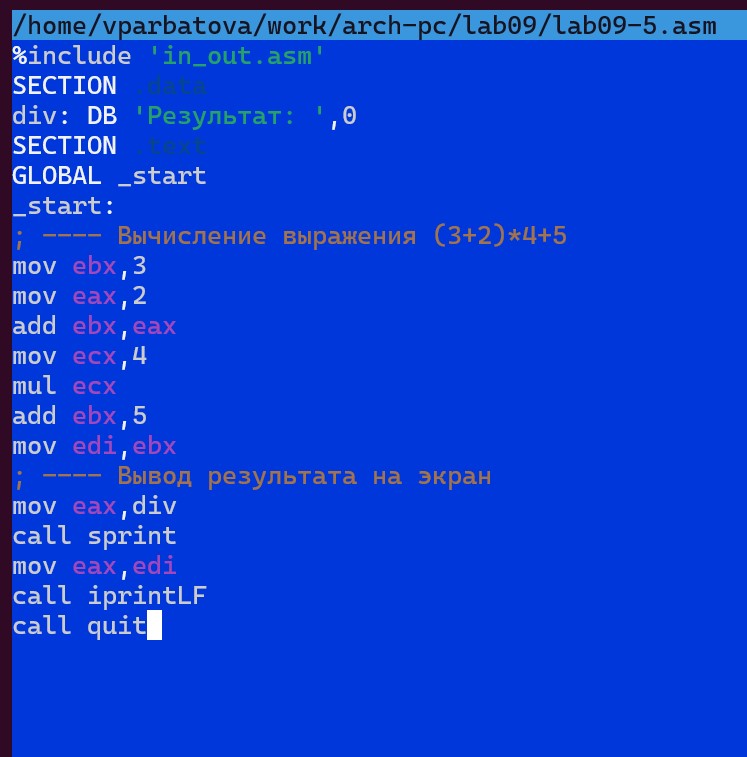 /home/vparbatova/work/arch-pc/lab09/lab09-5.asm
%include 'in_out.asm'
SECTION .data
div: DB 'Результат: ',0
SECTION .text
GLOBAL _start
_start:
; ---- Вычисление выражения (3+2)*4+5
mov ebx,3
mov eax,2
add ebx,eax
mov ecx,4
mul ecx
add ebx,5
mov edi,ebx
; ---- Вывод результата на экран
mov eax,div
call sprint
mov eax,edi
call iprintLF
call quit